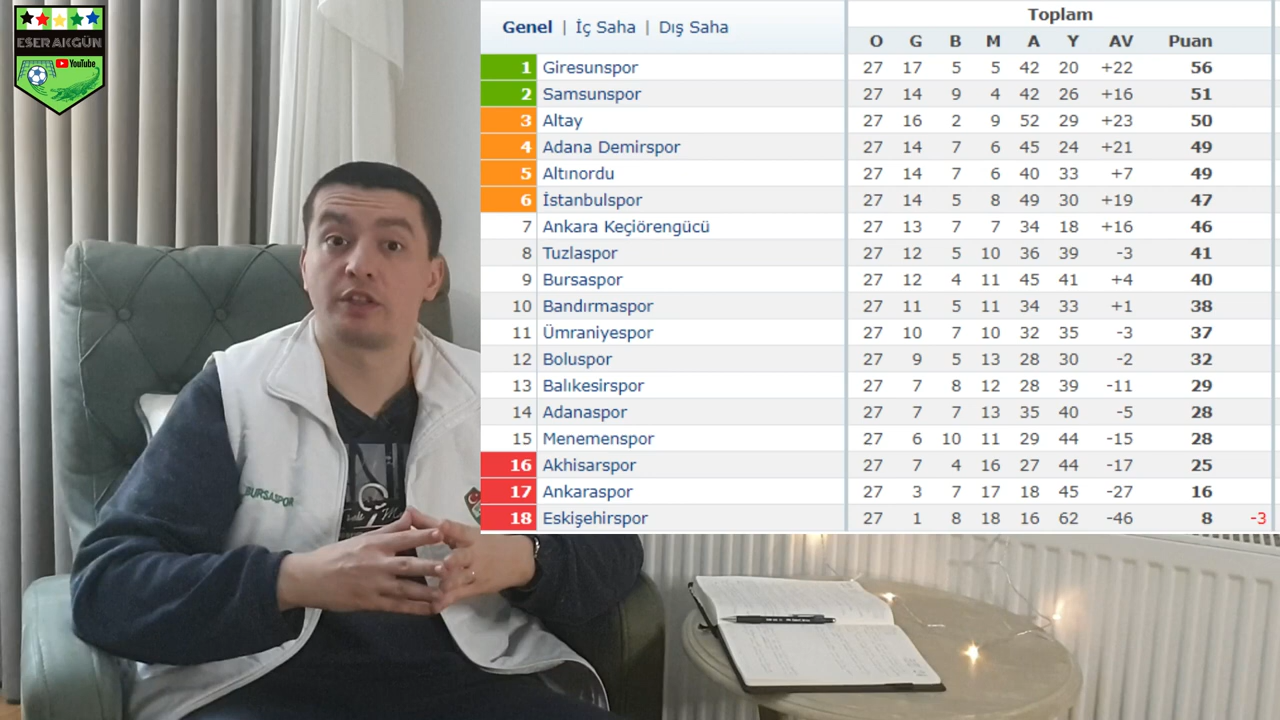 ESER AKGÜN
YouTube
Genel | İç Saha | Dış Saha
Toplam
O G B M A Y AV Puan
1 Giresunspor 27 17 5 5 42 20 +22 56
2 Samsunspor 27 14 9 4 42 26 +16 51
3 Altay 27 16 2 9 52 29 +23 50
4 Adana Demirspor 27 14 7 6 45 24 +21 49
5 Altınordu 27 14 7 6 40 33 +7 49
6 İstanbulspor 27 14 5 8 49 30 +19 47
7 Ankara Keçiörengücü 27 13 7 7 34 18 +16 46
8 Tuzlaspor 27 12 5 10 36 39 -3 41
9 Bursaspor 27 12 4 11 45 41 +4 40
10 Bandırmaspor 27 11 5 11 34 33 +1 38
11 Ümraniyespor 27 10 7 10 32 35 -3 37
12 Boluspor 27 9 5 13 28 30 -2 32
13 Balıkesirspor 27 7 8 12 28 39 -11 29
14 Adanaspor 27 7 7 13 35 40 -5 28
15 Menemenspor 27 6 10 11 29 44 -15 28
16 Akhisarspor 27 7 4 16 27 44 -17 25
17 Ankaraspor 27 3 7 17 18 45 -27 16
18 Eskişehirspor 27 1 8 18 16 62 -46 8 -3
BURSASPOR